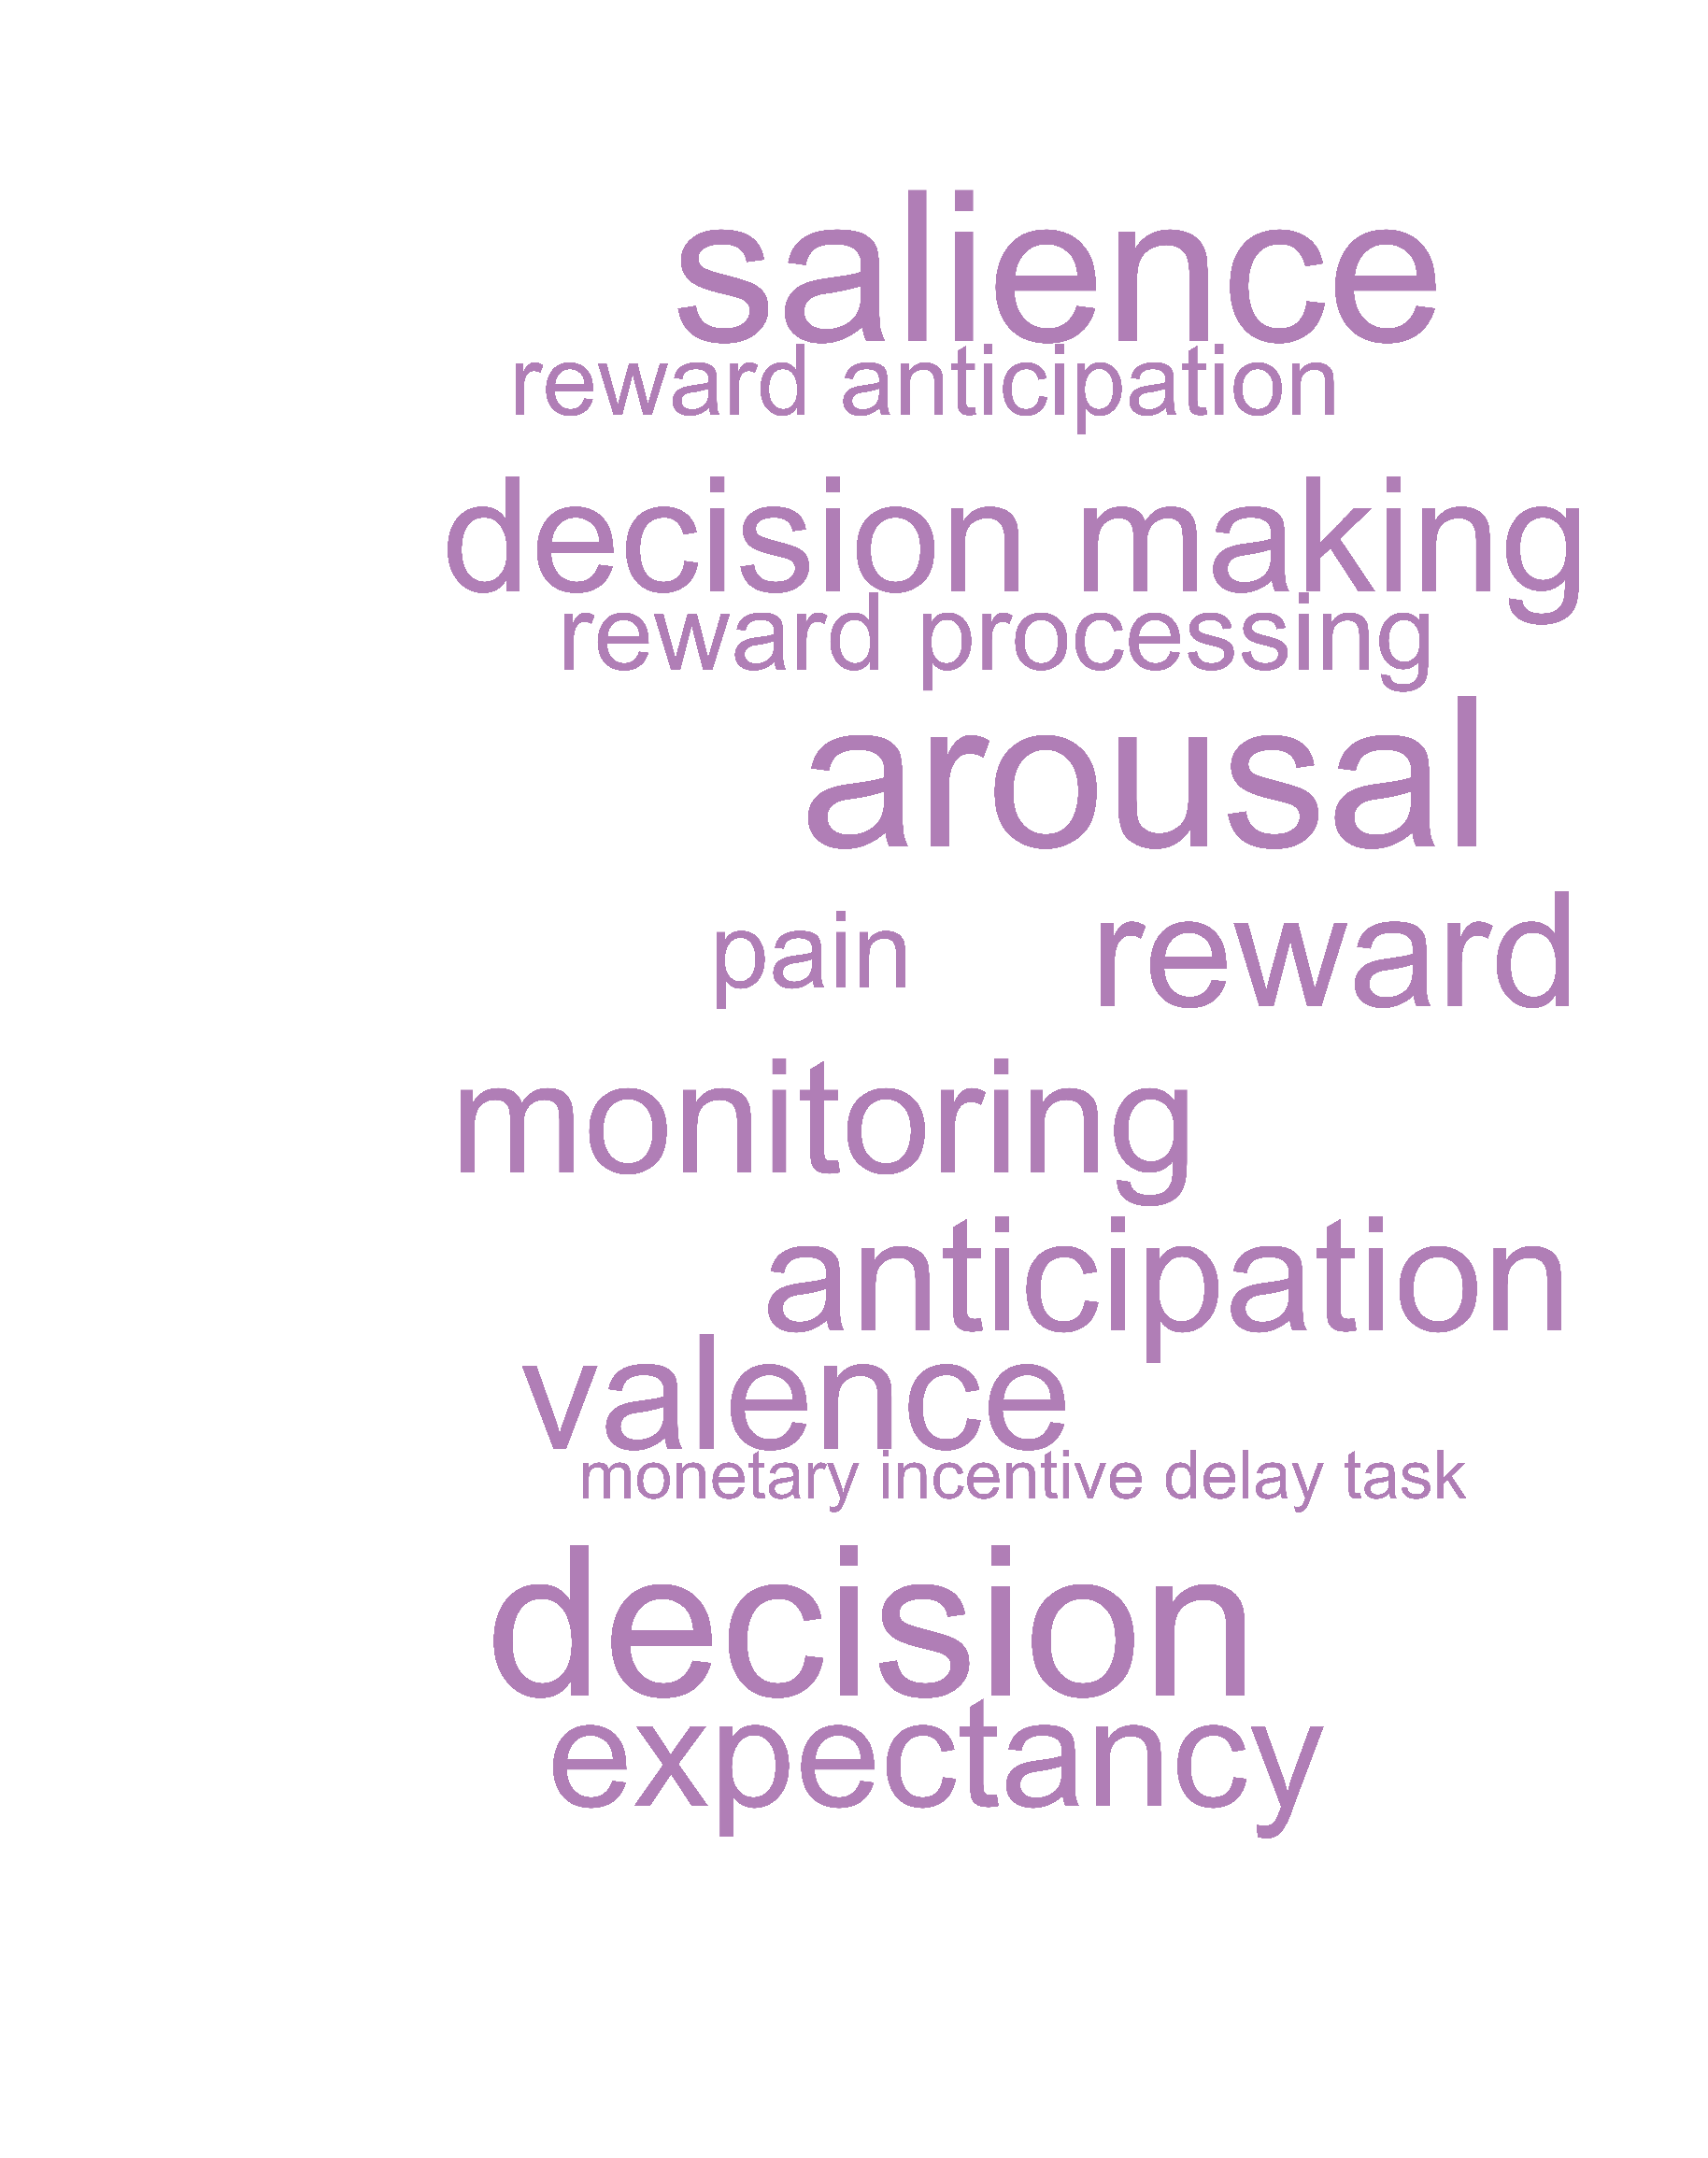 salience
reward anticipation
decision making
reward processing
arousal
pain reward
monitoring
anticipation
valence
monetary incentive delay task
decision
expectancy